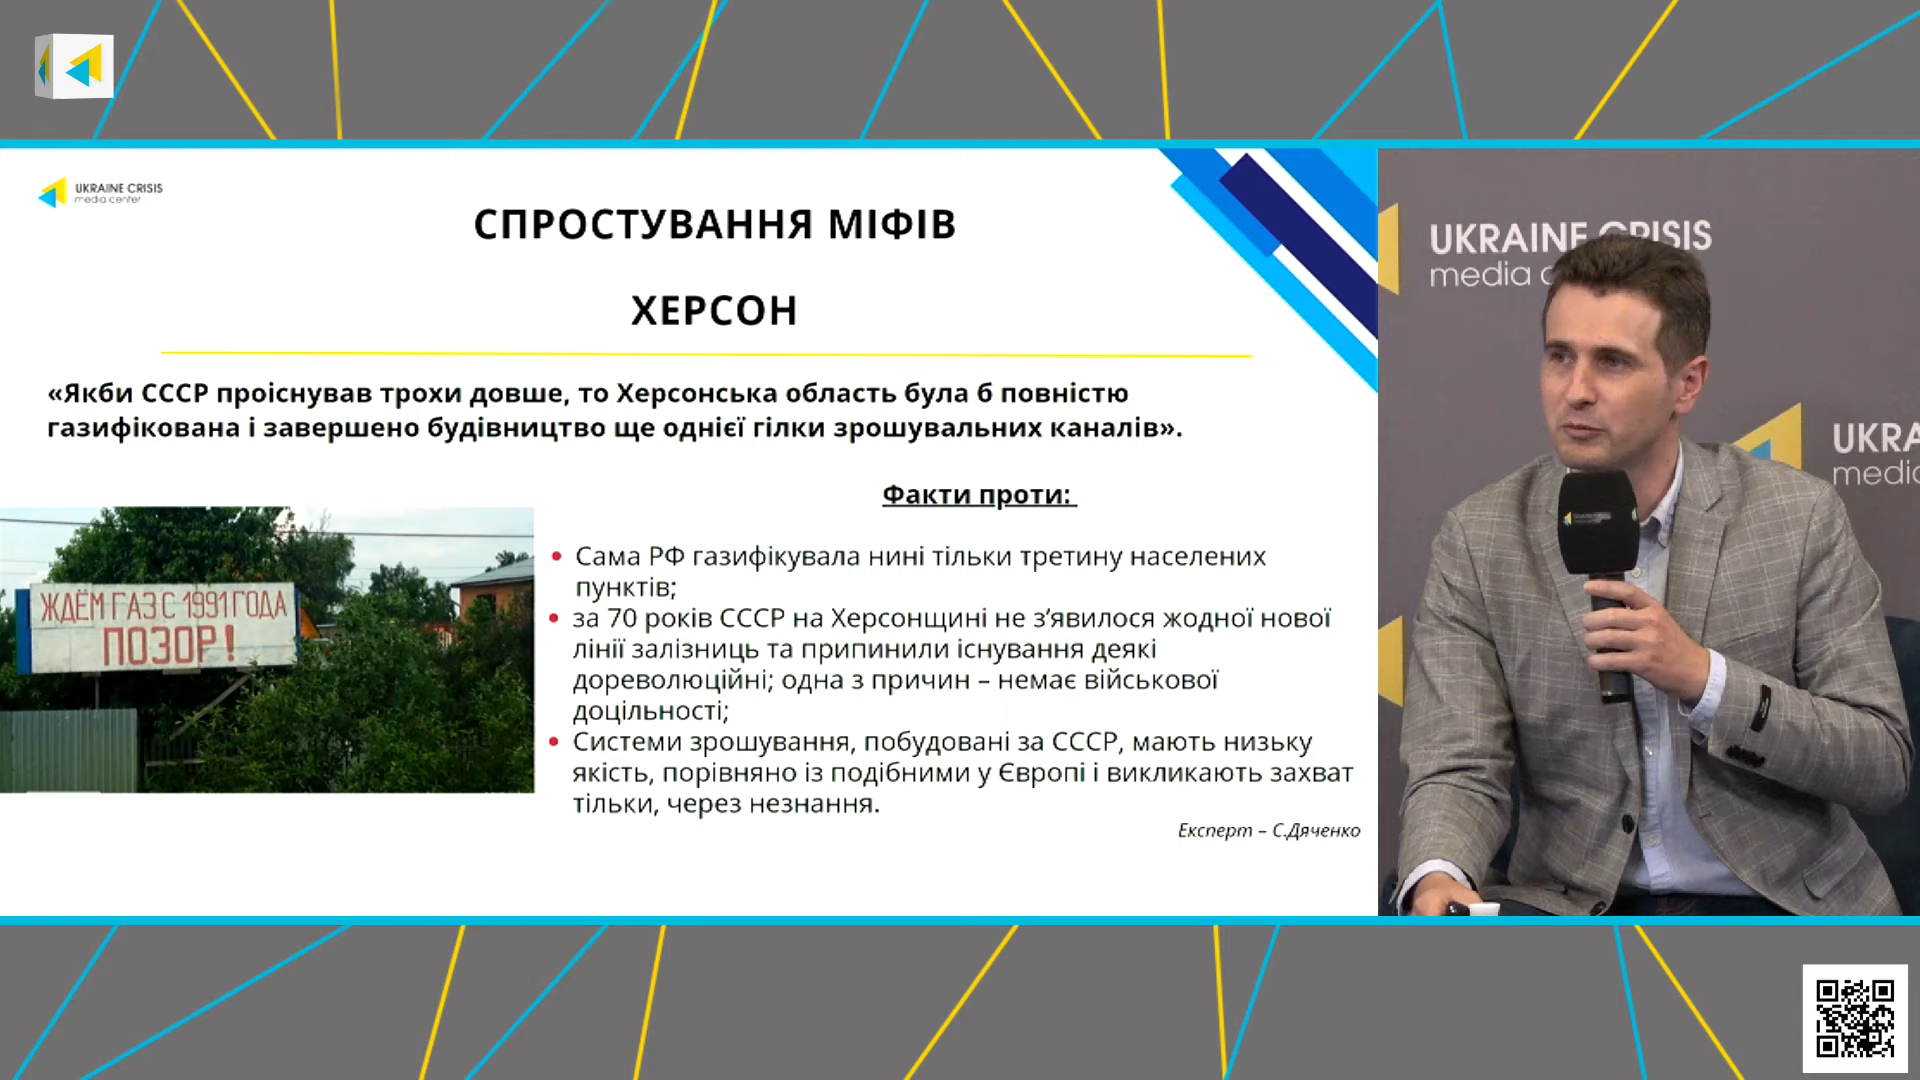 UKRAINE CRISIS
media center
СПРОСТУВАННЯ МІФІВ
ХЕРСОН
«Якби СССР проіснував трохи довше, то Херсонська область була б повністю
газифікована і завершено будівництво ще однієї гілки зрошувальних каналів».
ЖДЁМ ГАЗ С 1991 ГОДА
ПОЗОР!
Факти проти:
Сама РФ газифікувала нині тільки третину населених
пунктів;
за 70 років СССР на Херсонщині не з’явилося жодної нової
лінії залізниць та припинили існування деякі
дореволюційні; одна з причин – немає військової
доцільності;
Системи зрошування, побудовані за СССР, мають низьку
якість, порівняно із подібними у Європі і викликають захват
тільки, через незнання.
Експерт – С.Дяченко
UKRAINE CRISIS
media c
UKRA
media